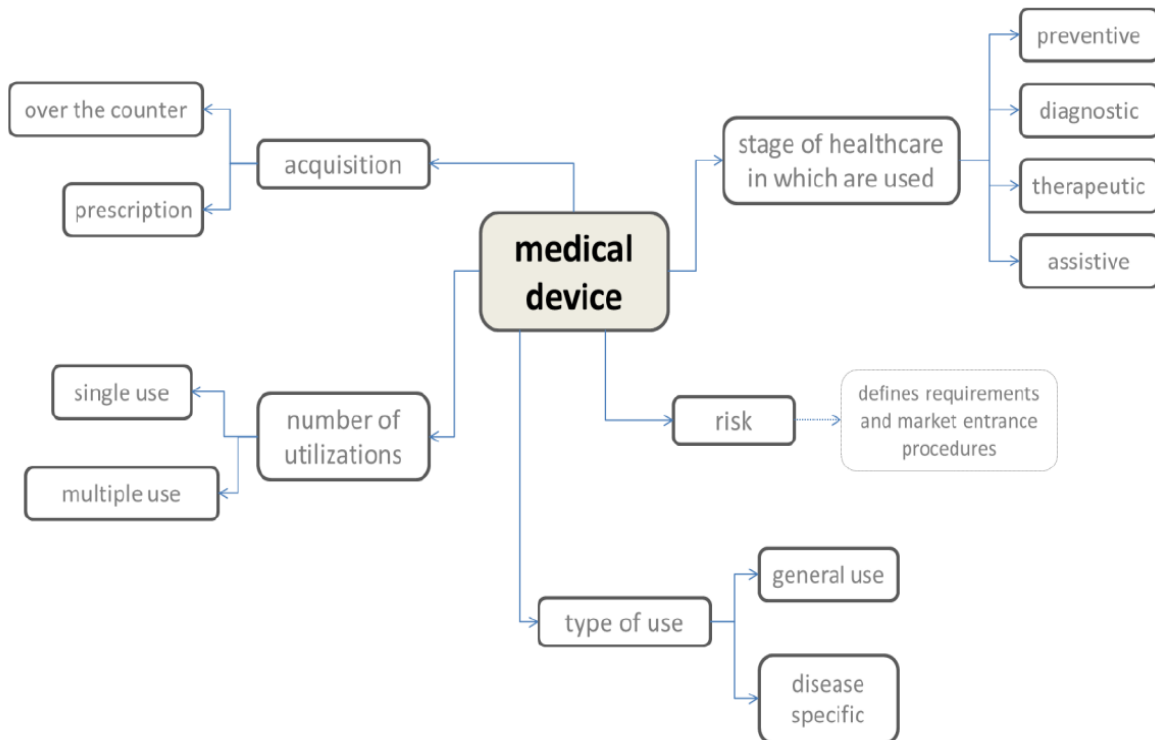 preventive
over the counter
diagnostic
stage of healthcare
in which are used
acquisition
therapeutic
prescription
medical
device
assistive
single use
defines requirements
and market entrance
procedures
number of
utilizations
risk
multiple use
general use
type of use
disease
specific